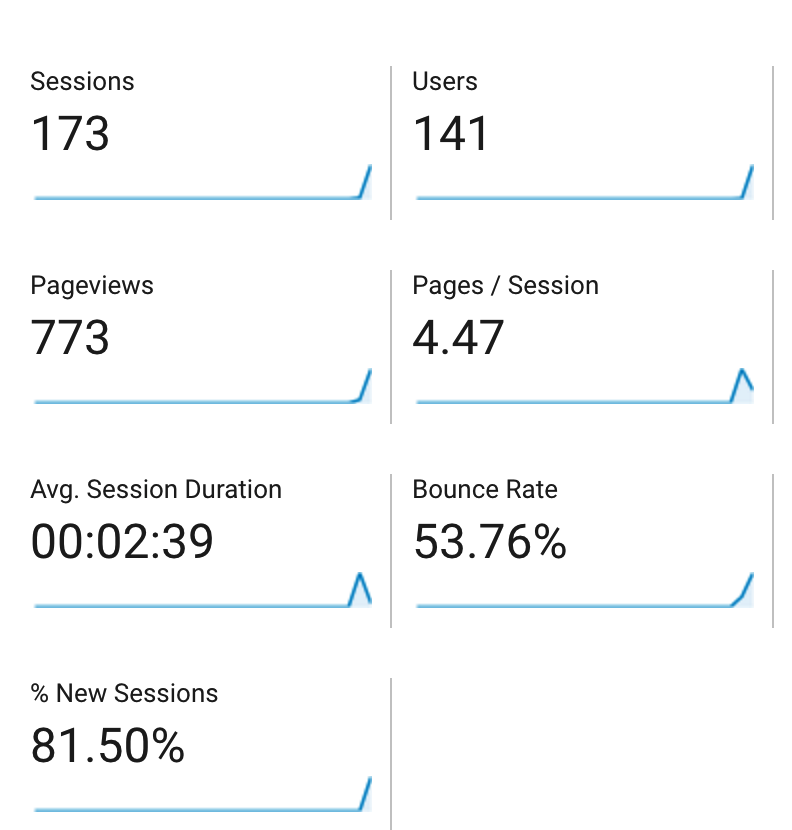 Sessions
173
Users
141
Pageviews
773
Pages / Session
4.47
Avg. Session Duration
00:02:39
Bounce Rate
53.76%
% New Sessions
81.50%